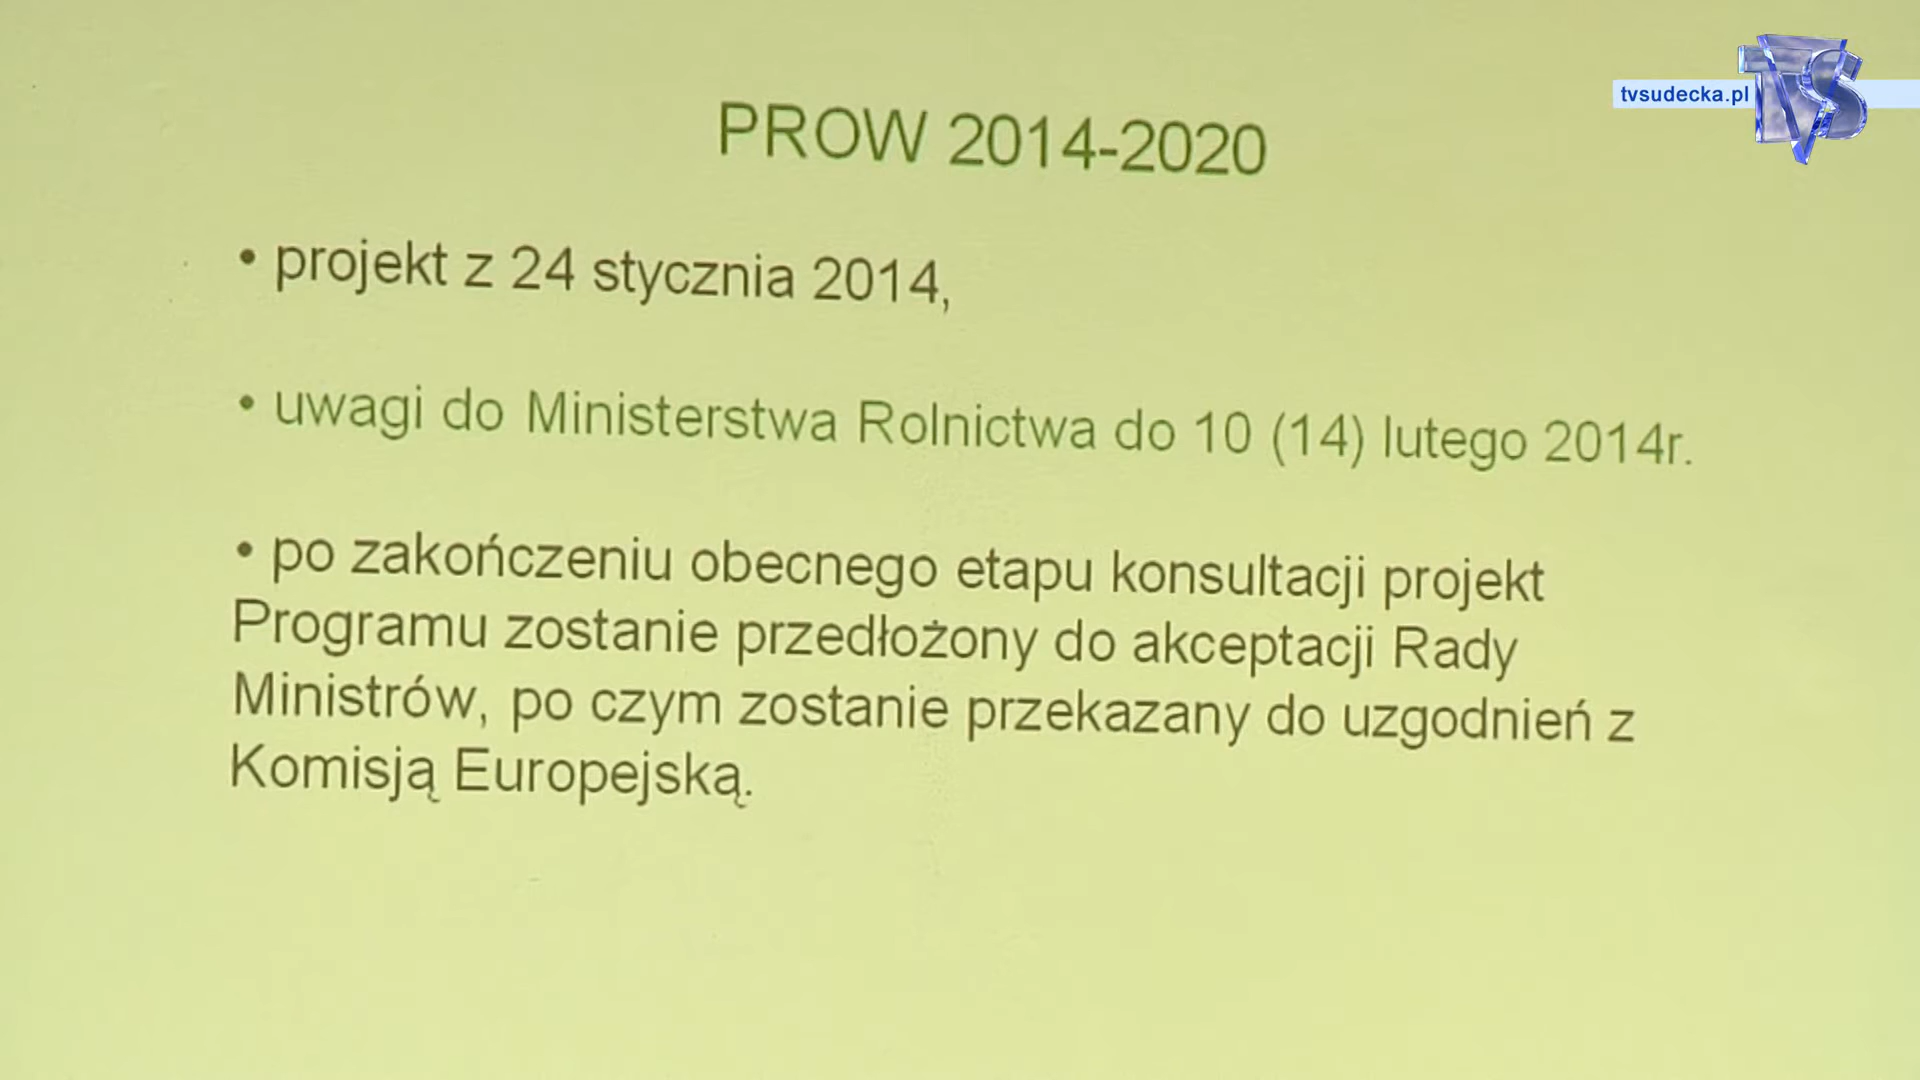 tvsudecka.pl
TVS
PROW 2014-2020
• projekt z 24 stycznia 2014,
• uwagi do Ministerstwa Rolnictwa do 10 (14) lutego 2014r.
• po zakończeniu obecnego etapu konsultacji projekt
Programu zostanie przedłożony do akceptacji Rady
Ministrów, po czym zostanie przekazany do uzgodnień z
Komisją Europejską.